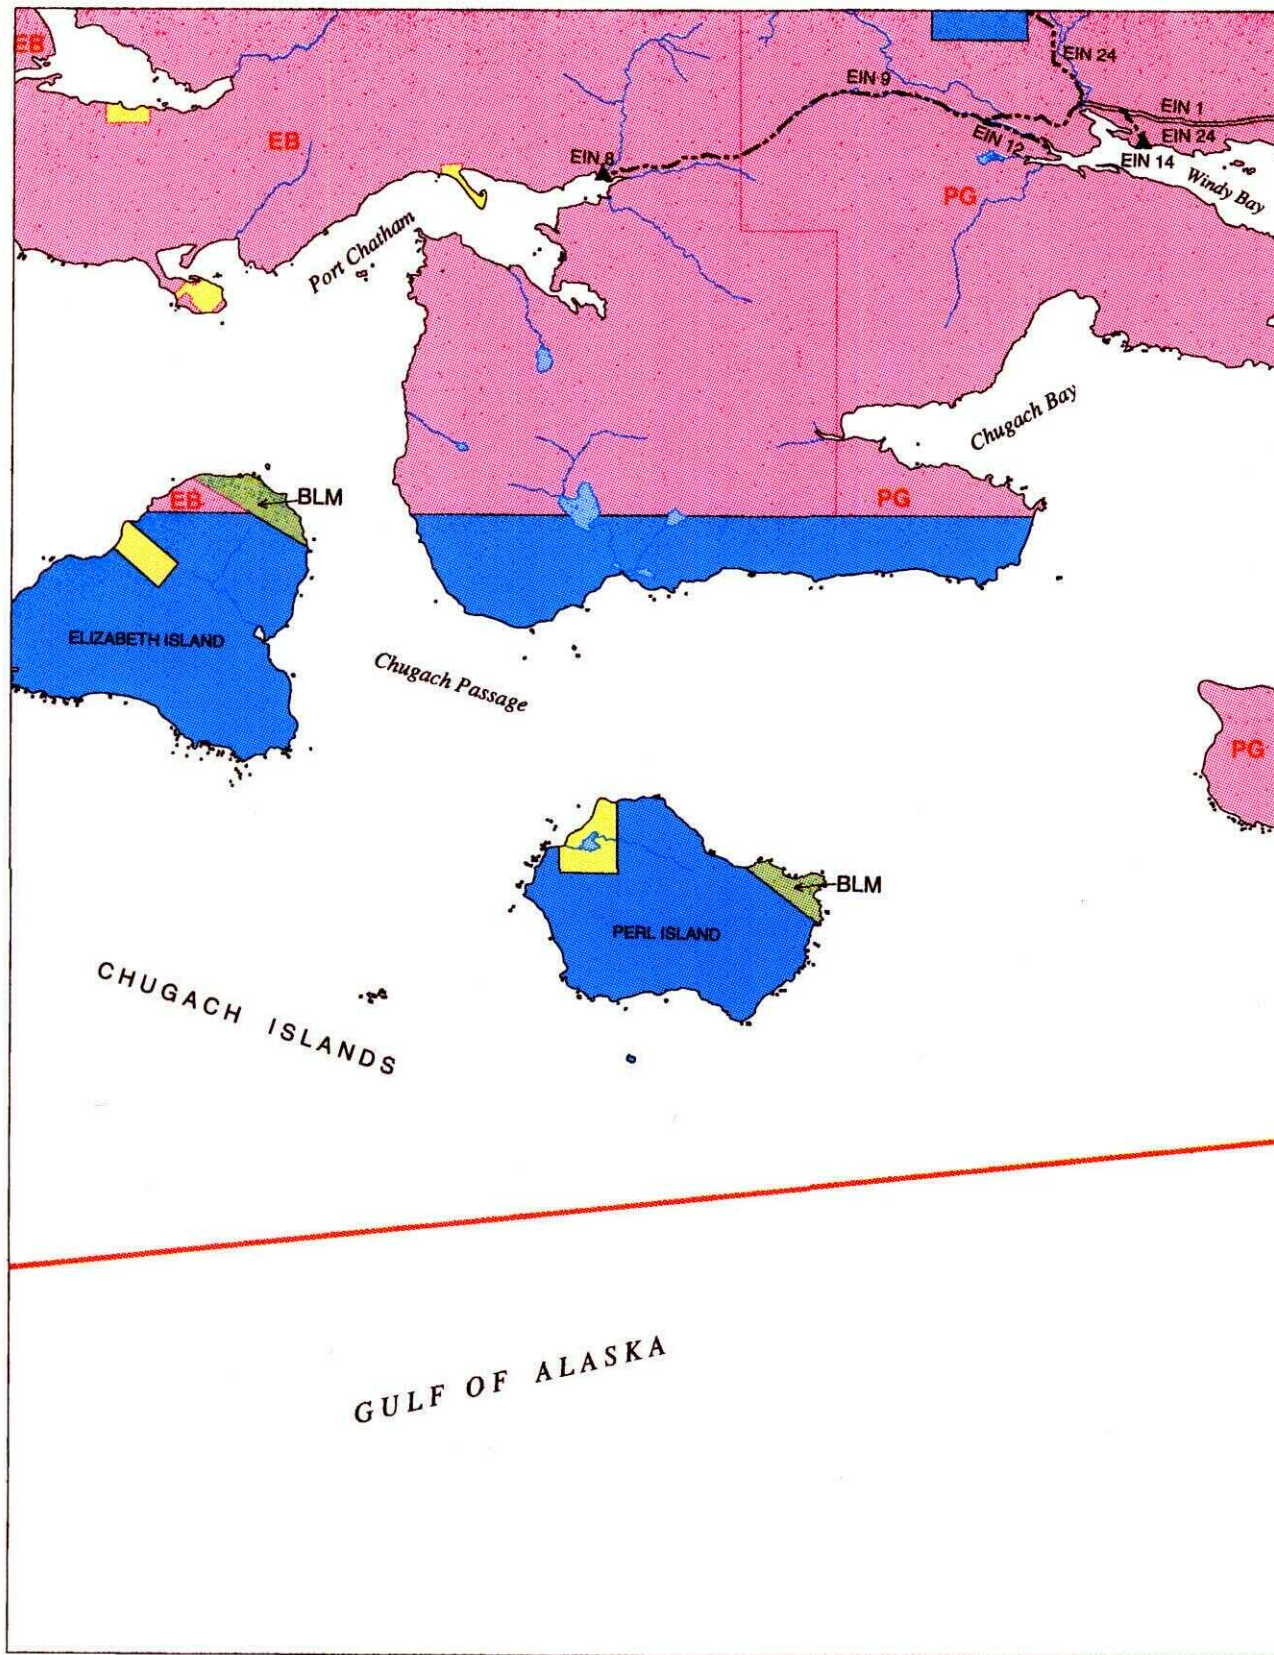 EB
EIN 24
EIN 9
EIN 1
EB
EIN 12
EIN 24
EIN 8
EIN 14
Windy Bay
PG
Port Chatham
Chugach Bay
EB
BLM
PG
ELIZABETH ISLAND
Chugach Passage
PG
BLM
PERL ISLAND
CHUGACH ISLANDS
GULF OF ALASKA